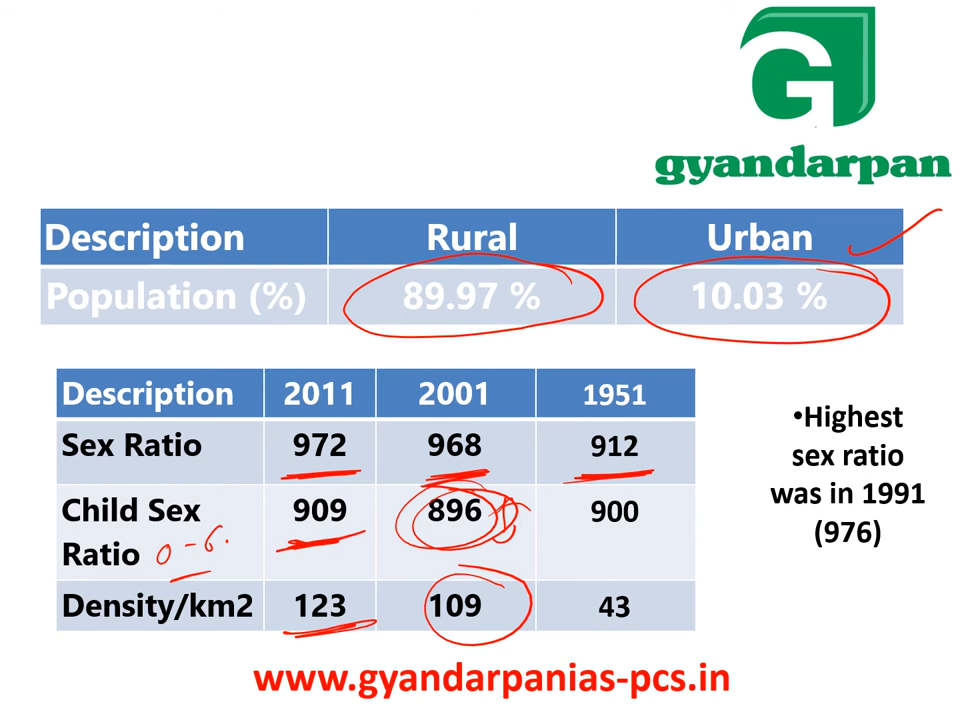 G
gyandarpan
Description Rural Urban
Population (%) 89.97 % 10.03 %
Description 2011 2001 1951
Sex Ratio 972 968 912
Child Sex 909 896 900
Ratio 0-6.
Density/km2 123 109 43
•Highest
sex ratio
was in 1991
(976)
www.gyandarpanias-pcs.in